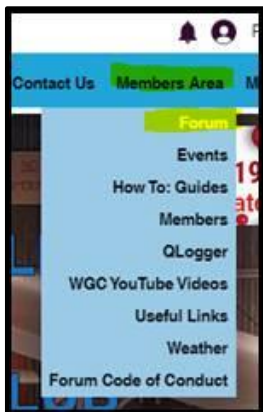 Contact Us Members Area M
Forum
Events
How To: Guides
Members
QLogger
WGC YouTube Videos
Useful Links
Weather
Forum Code of Conduct
19